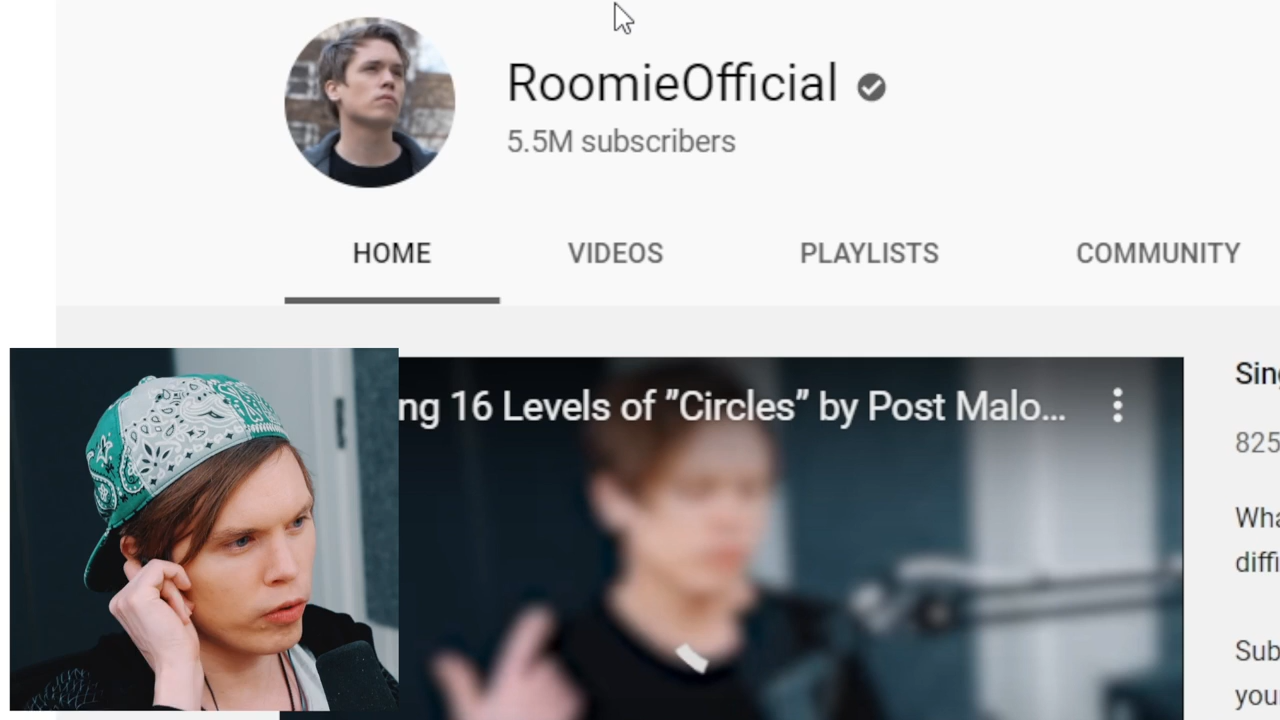 RoomieOfficial
5.5M subscribers
HOME VIDEOS PLAYLISTS COMMUNITY
ng 16 Levels of ”Circles” by Post Malo...
Sing
825
Wha
diffi
Sub
you